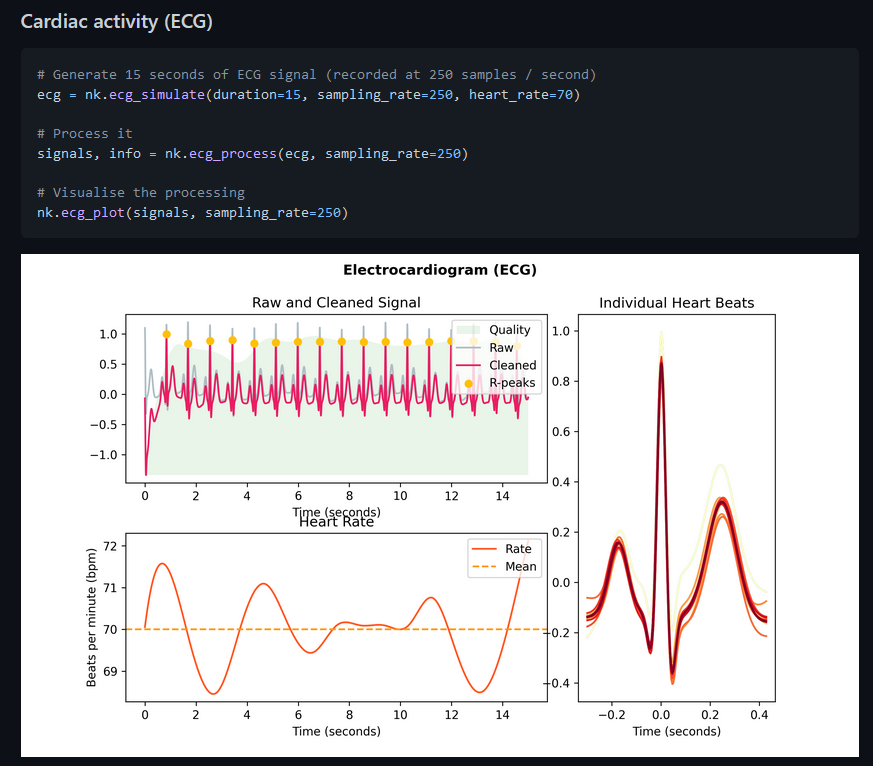 Cardiac activity (ECG)
# Generate 15 seconds of ECG signal (recorded at 250 samples / second)
ecg = nk.ecg_simulate(duration=15, sampling_rate=250, heart_rate=70)
# Process it
signals, info = nk.ecg_process(ecg, sampling_rate=250)
# Visualise the processing
nk.ecg_plot(signals, sampling_rate=250)
Electrocardiogram (ECG)
Raw and Cleaned Signal
1.0
0.5
0.0
−0.5
−1.0
Quality
Raw
Cleaned
R-peaks
0 2 4 6 8 10 12 14
Time (seconds)
Heart Rate
72
71
70
69
Beats per minute (bpm)
Rate
Mean
0 2 4 6 8 10 12 14
Time (seconds)
Individual Heart Beats
1.0
0.8
0.6
0.4
0.2
0.0
−0.2
−0.4
−0.2 0.0 0.2 0.4
Time (seconds)